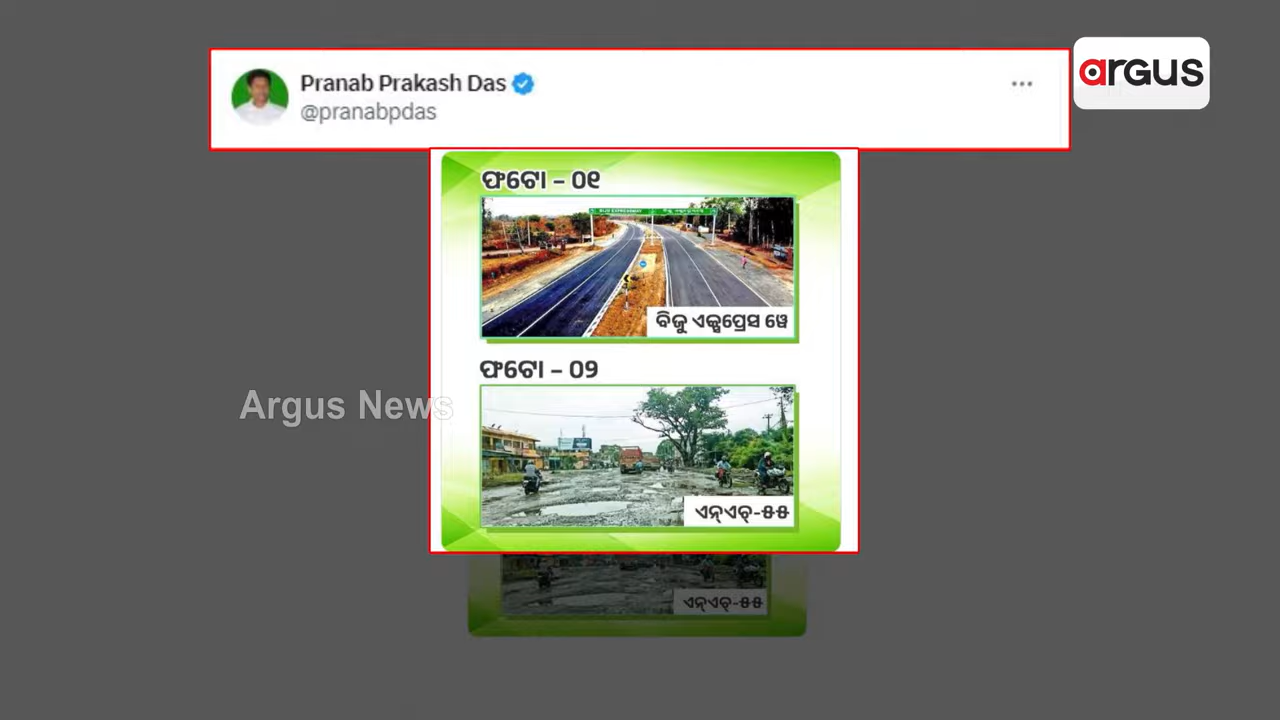 Pranab Prakash Das
@pranabpdas
argus
ଫଟୋ – ୦୧
ବିଜୁ ଏକ୍ସପ୍ରେସ ୱେ
ଫଟୋ – ୦୨
Argus News
ଏନ୍ଏଚ୍-୫୫
ଏନ୍ଏଚ୍-୫୫